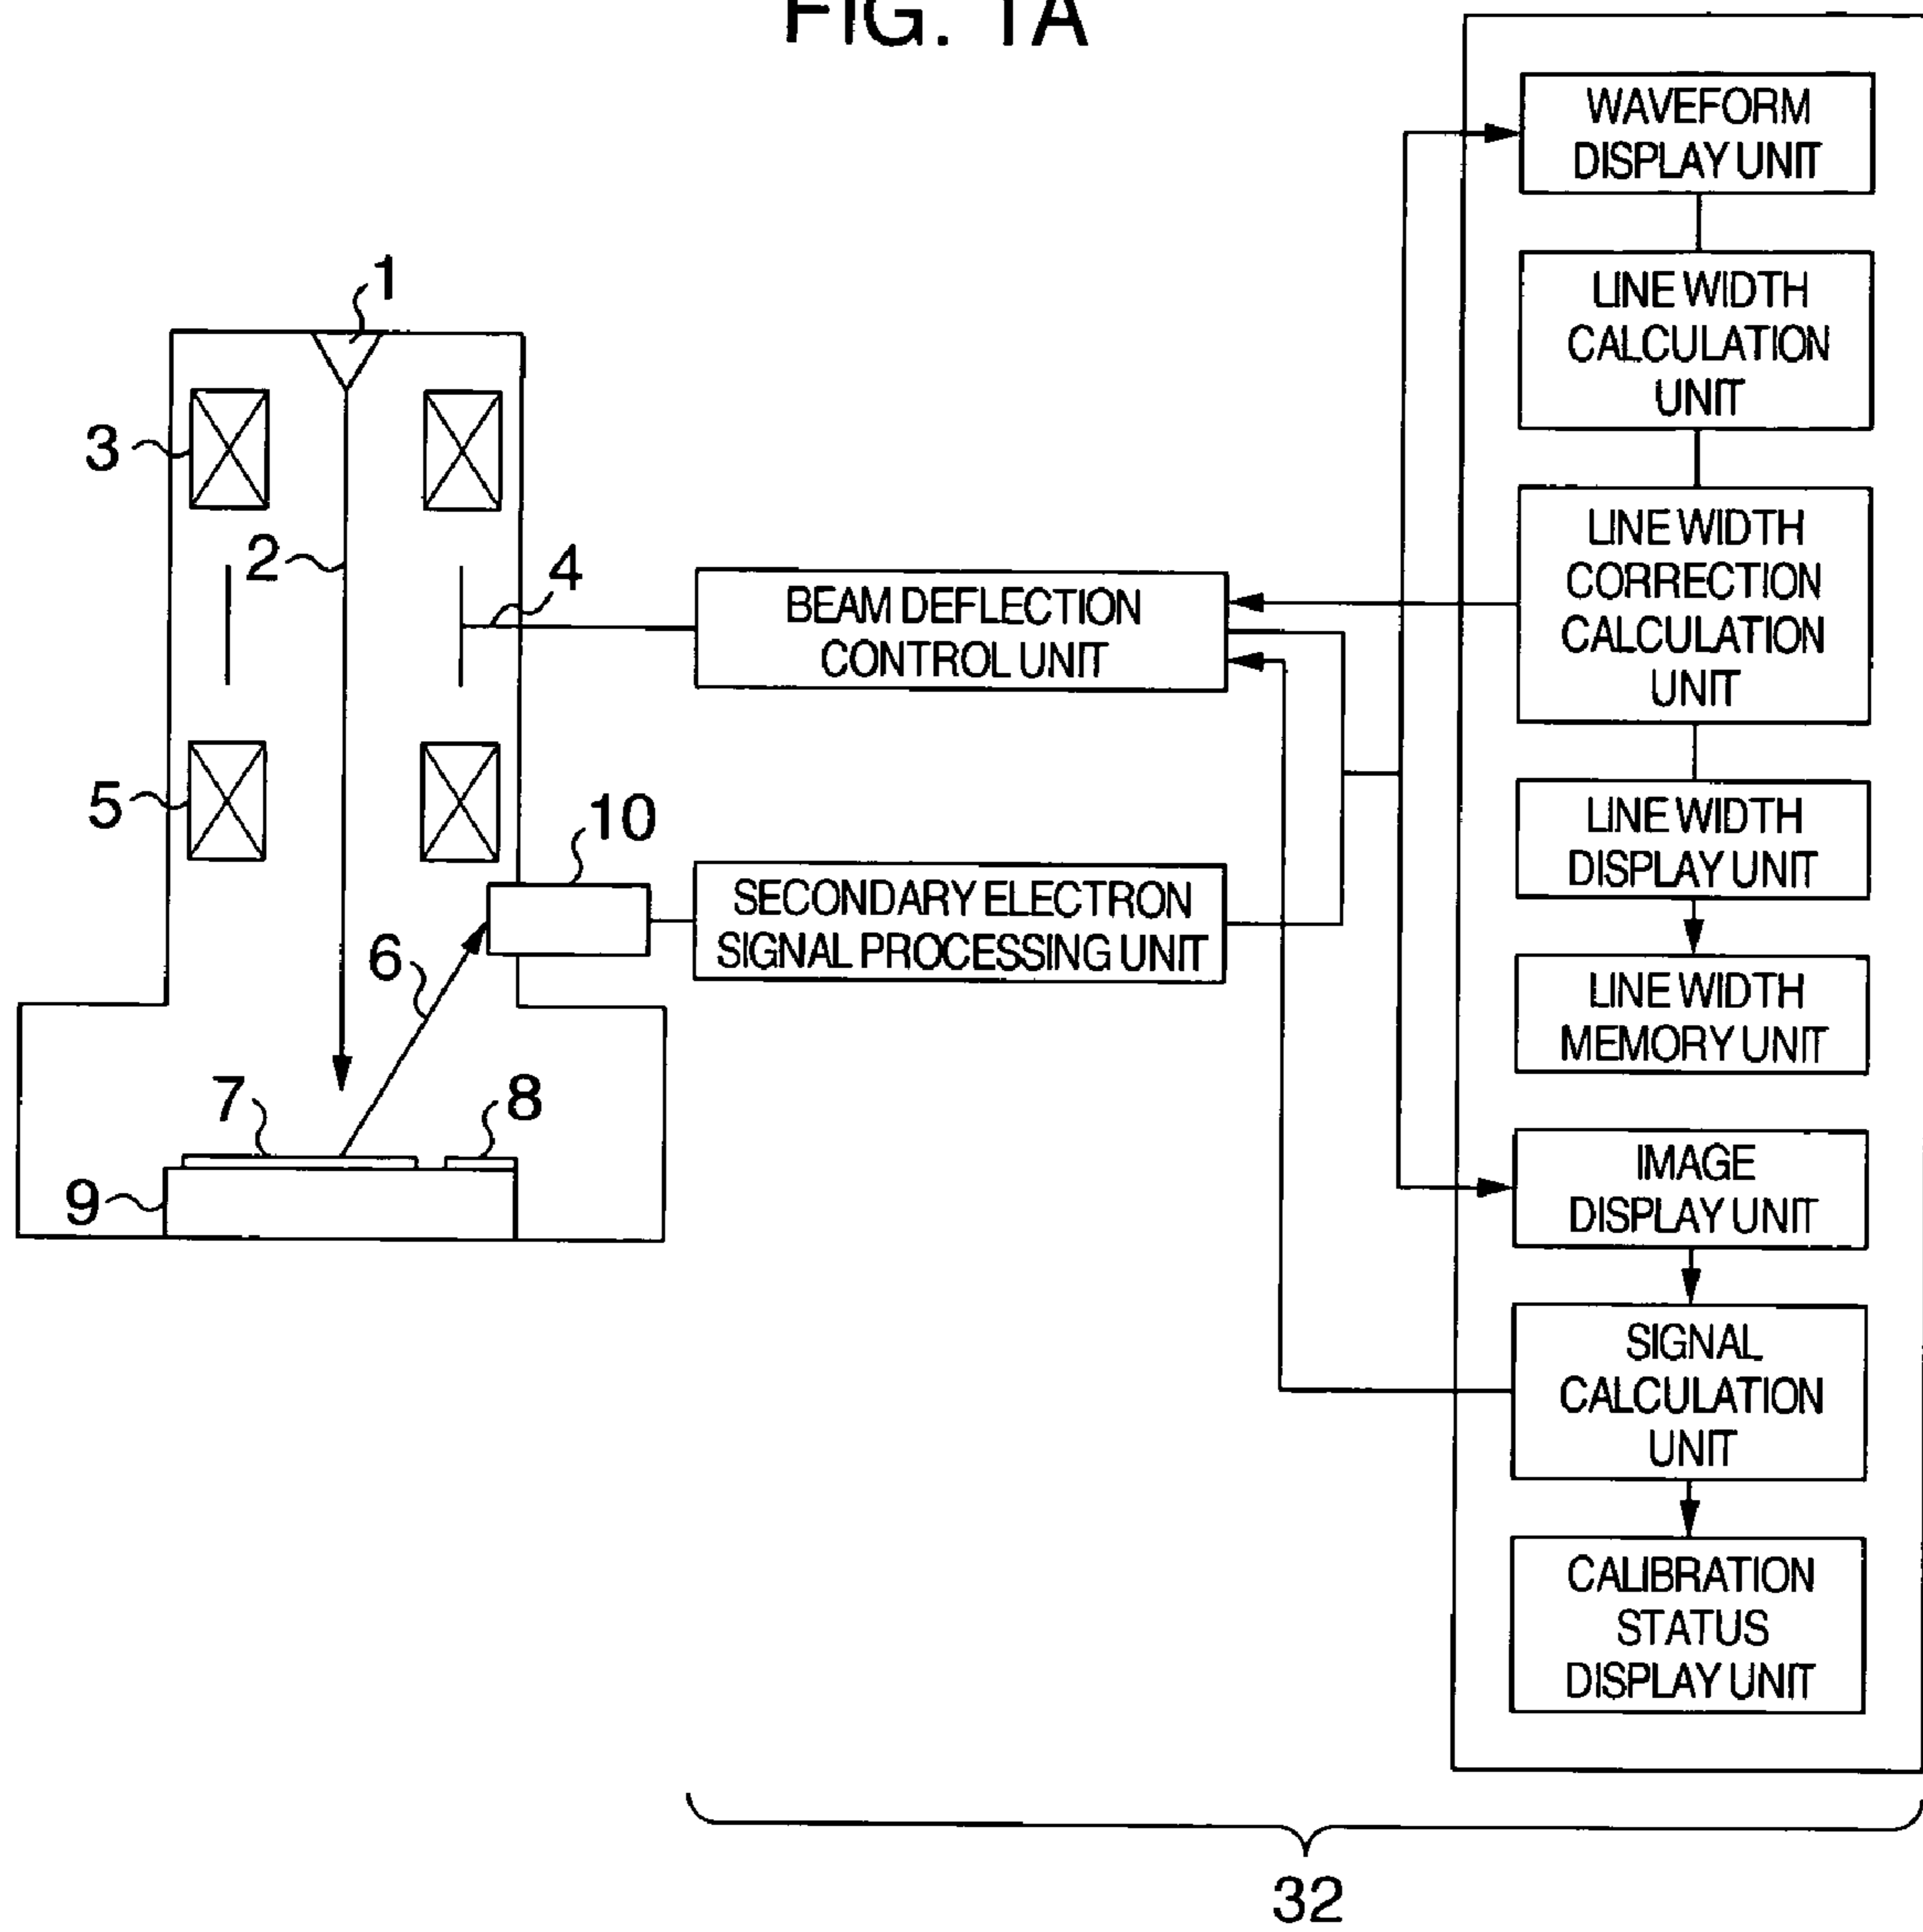 FIG. 1A
WAVEFORM
DISPLAY UNIT
LINE WIDTH
CALCULATION
UNIT
LINE WIDTH
CORRECTION
CALCULATION
UNIT
LINE WIDTH
DISPLAY UNIT
LINE WIDTH
MEMORY UNIT
IMAGE
DISPLAY UNIT
SIGNAL
CALCULATION
UNIT
CALIBRATION
STATUS
DISPLAY UNIT
BEAM DEFLECTION
CONTROL UNIT
SECONDARY ELECTRON
SIGNAL PROCESSING UNIT
1
3
2
4
5
10
6
7
8
9
32